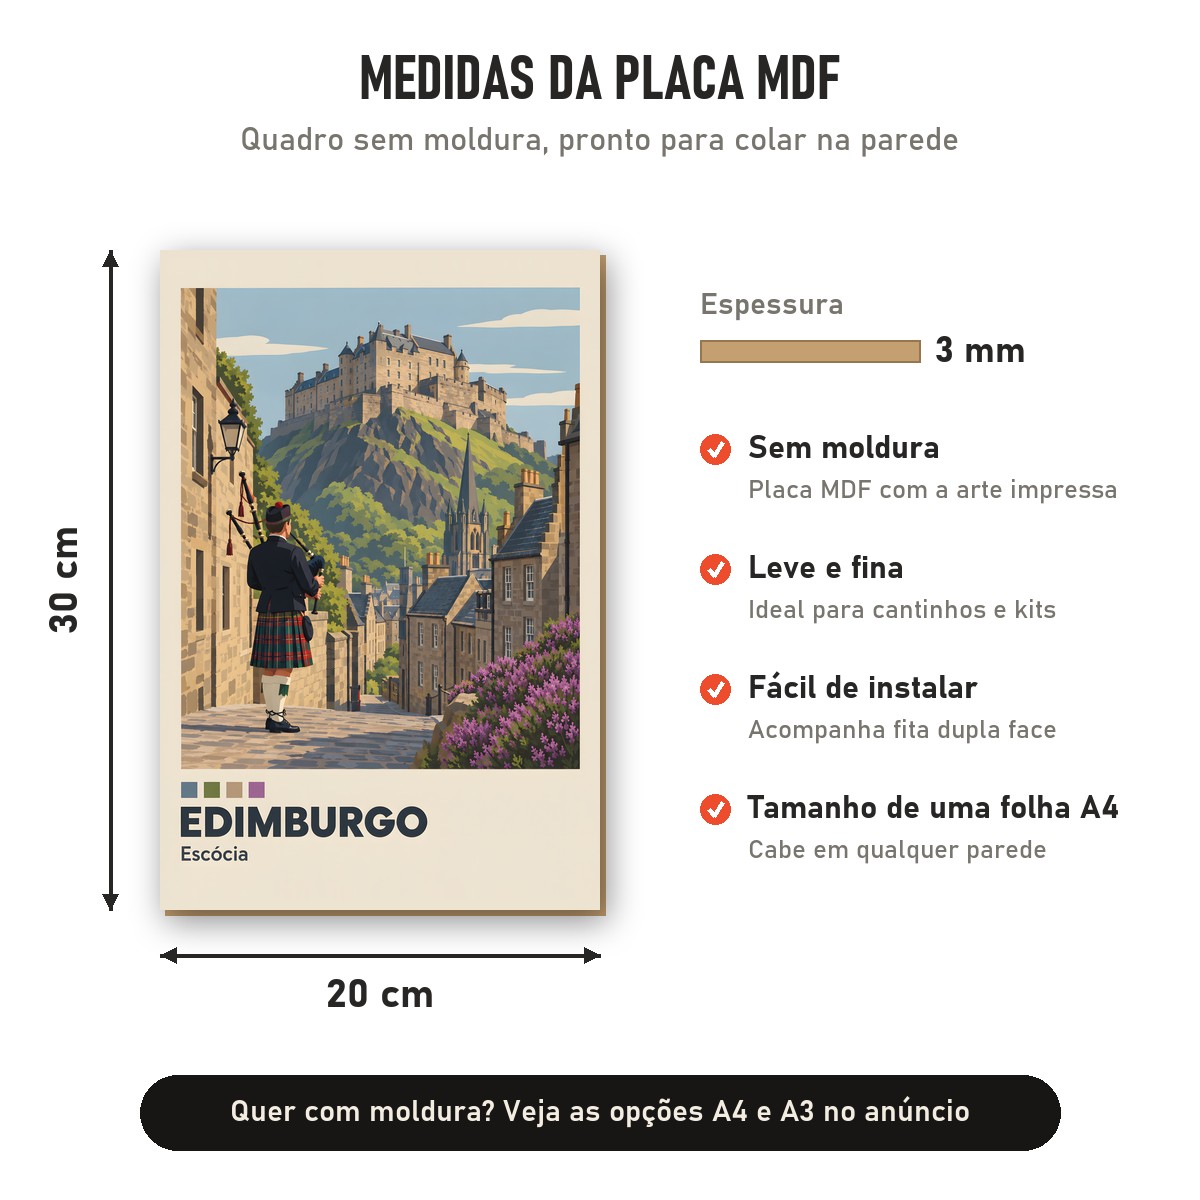 MEDIDAS DA PLACA MDF
Quadro sem moldura, pronto para colar na parede
30 cm
EDIMBURGO
Escócia
20 cm
Espessura
3 mm
Sem moldura
Placa MDF com a arte impressa
Leve e fina
Ideal para cantinhos e kits
Fácil de instalar
Acompanha fita dupla face
Tamanho de uma folha A4
Cabe em qualquer parede
Quer com moldura? Veja as opções A4 e A3 no anúncio